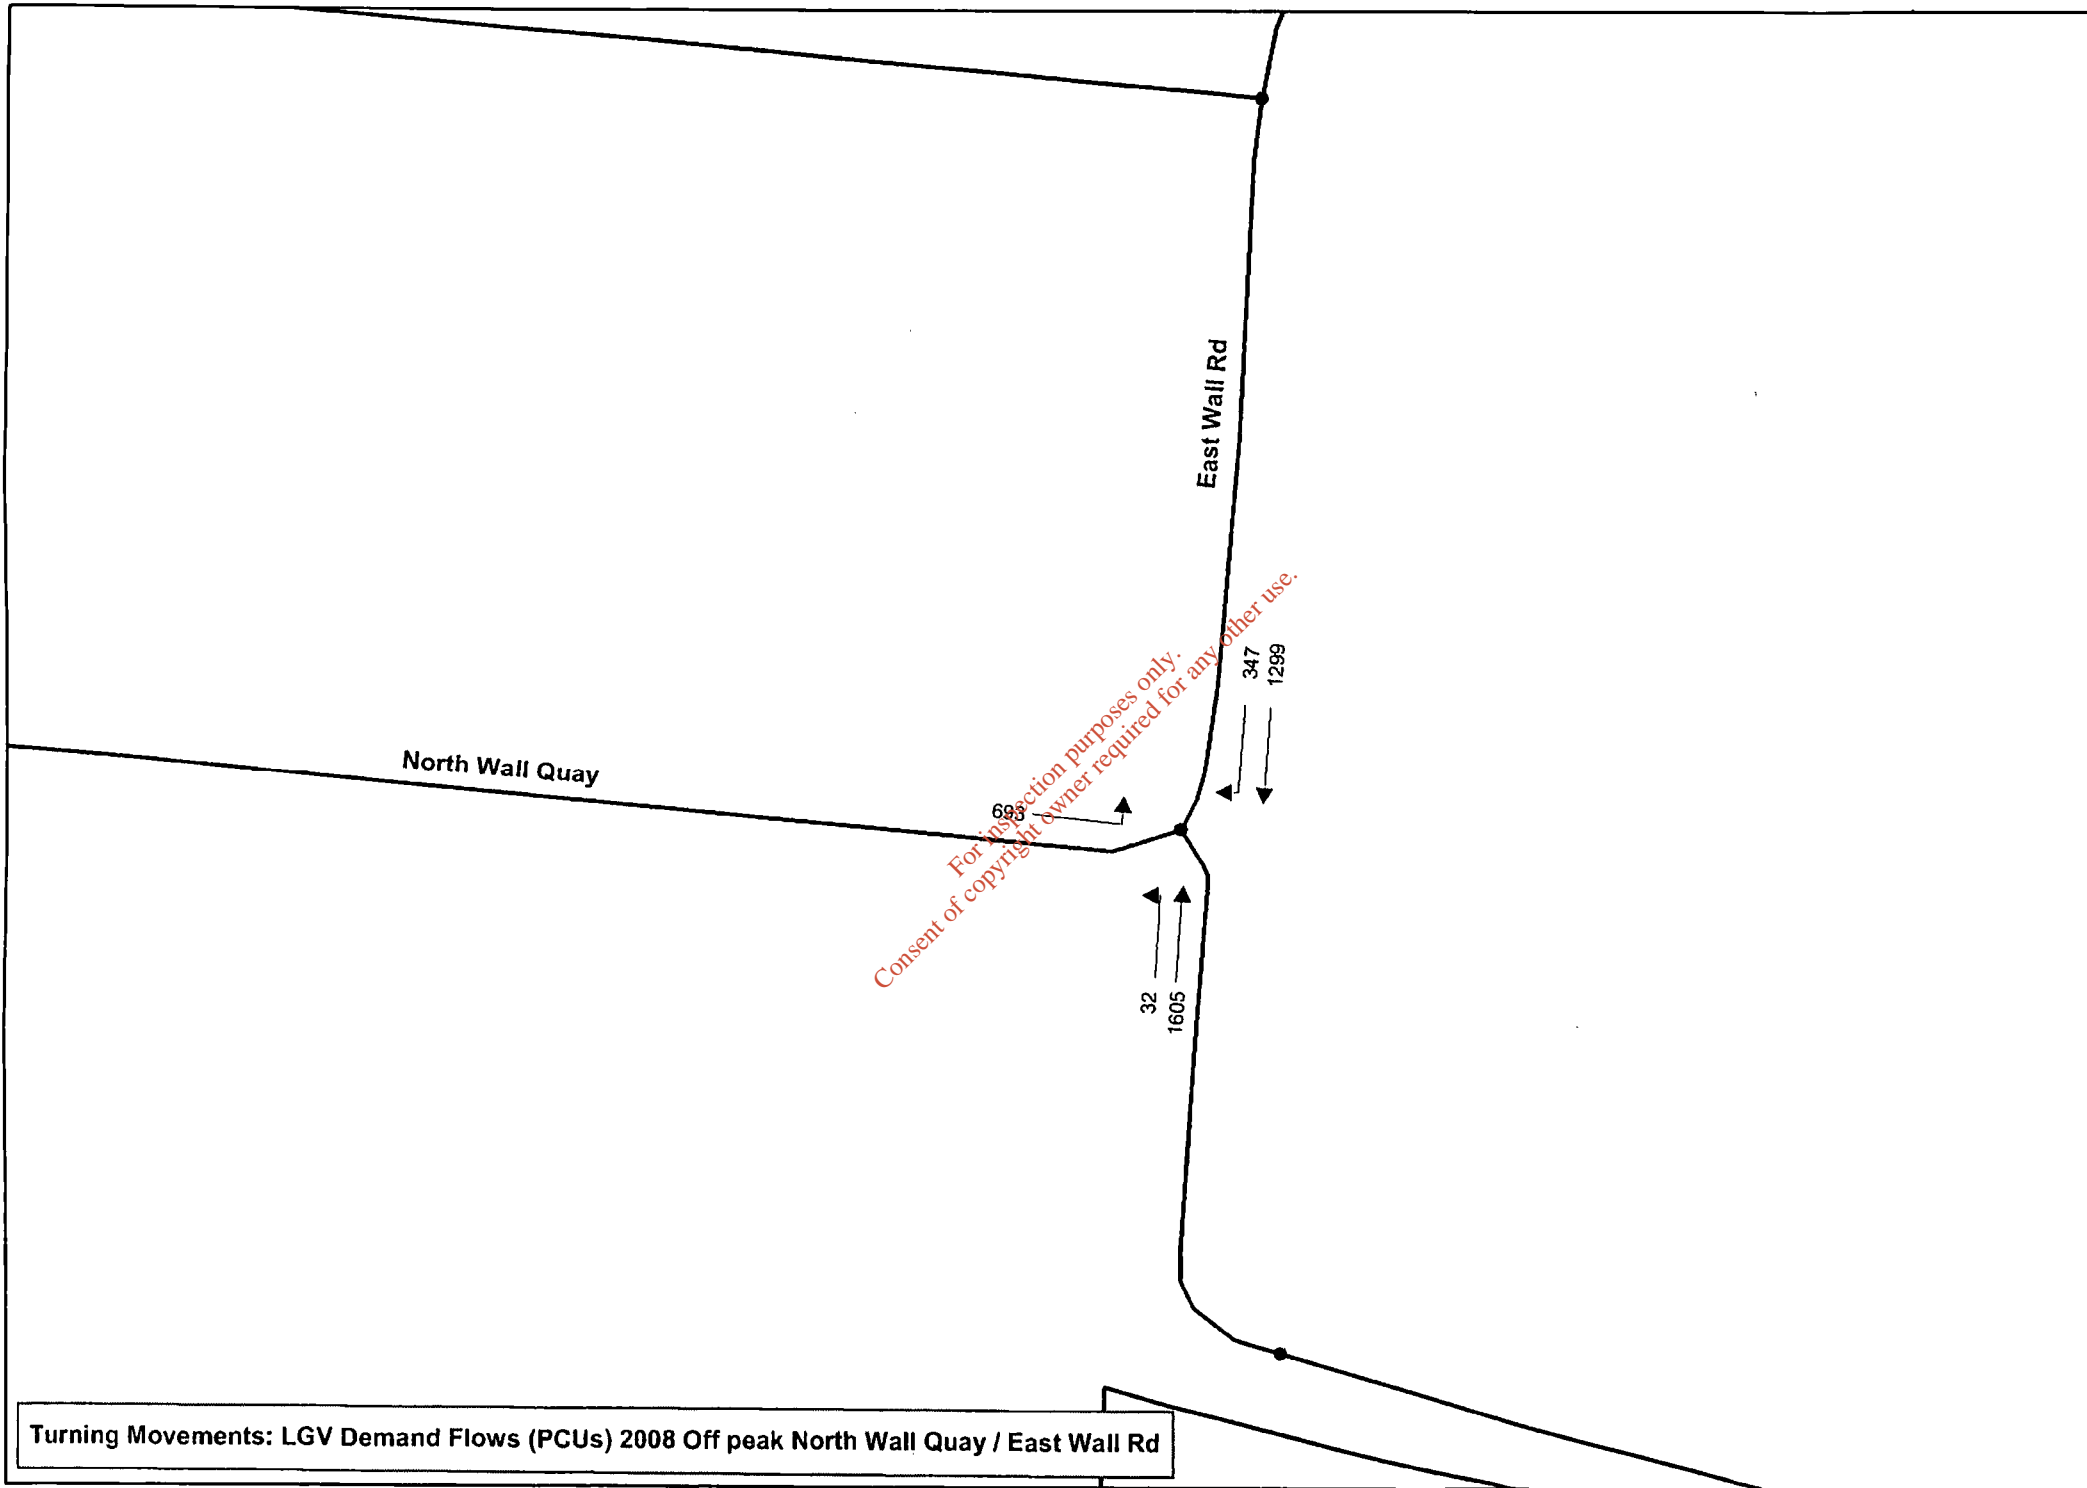 East Wall Rd
347
1299
North Wall Quay
32
1605
For inspection purposes only.
Consent of copyright owner required for any other use.
Turning Movements: LGV Demand Flows (PCUs) 2008 Off peak North Wall Quay / East Wall Rd